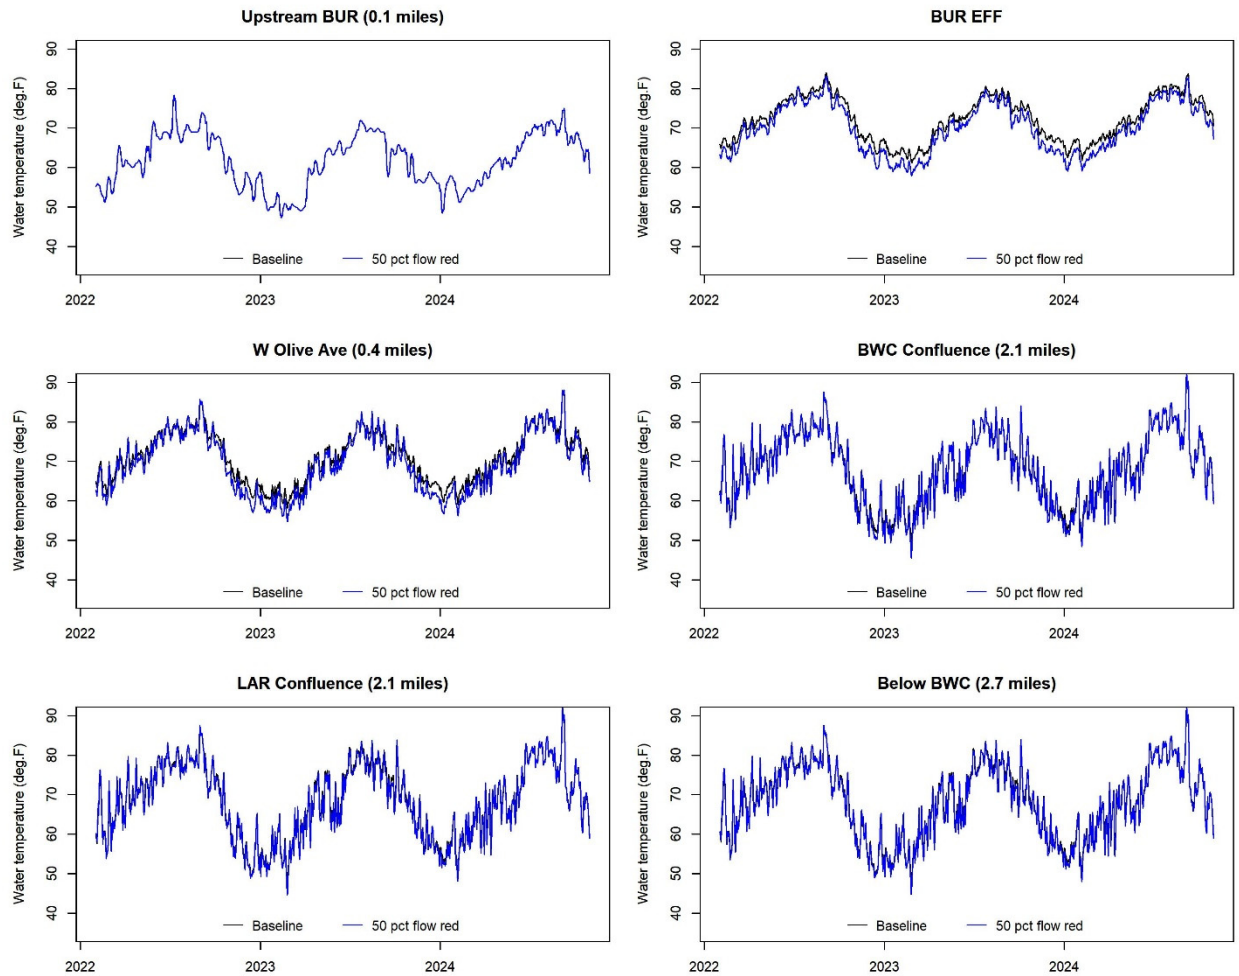 Upstream BUR (0.1 miles)
Water temperature (deg.F)
90
80
70
60
50
40
Baseline
50 pct flow red
2022
2023
2024
BUR EFF
Water temperature (deg.F)
90
80
70
60
50
40
Baseline
50 pct flow red
2022
2023
2024
W Olive Ave (0.4 miles)
Water temperature (deg.F)
90
80
70
60
50
40
Baseline
50 pct flow red
2022
2023
2024
BWC Confluence (2.1 miles)
Water temperature (deg.F)
90
80
70
60
50
40
Baseline
50 pct flow red
2022
2023
2024
LAR Confluence (2.1 miles)
Water temperature (deg.F)
90
80
70
60
50
40
Baseline
50 pct flow red
2022
2023
2024
Below BWC (2.7 miles)
Water temperature (deg.F)
90
80
70
60
50
40
Baseline
50 pct flow red
2022
2023
2024